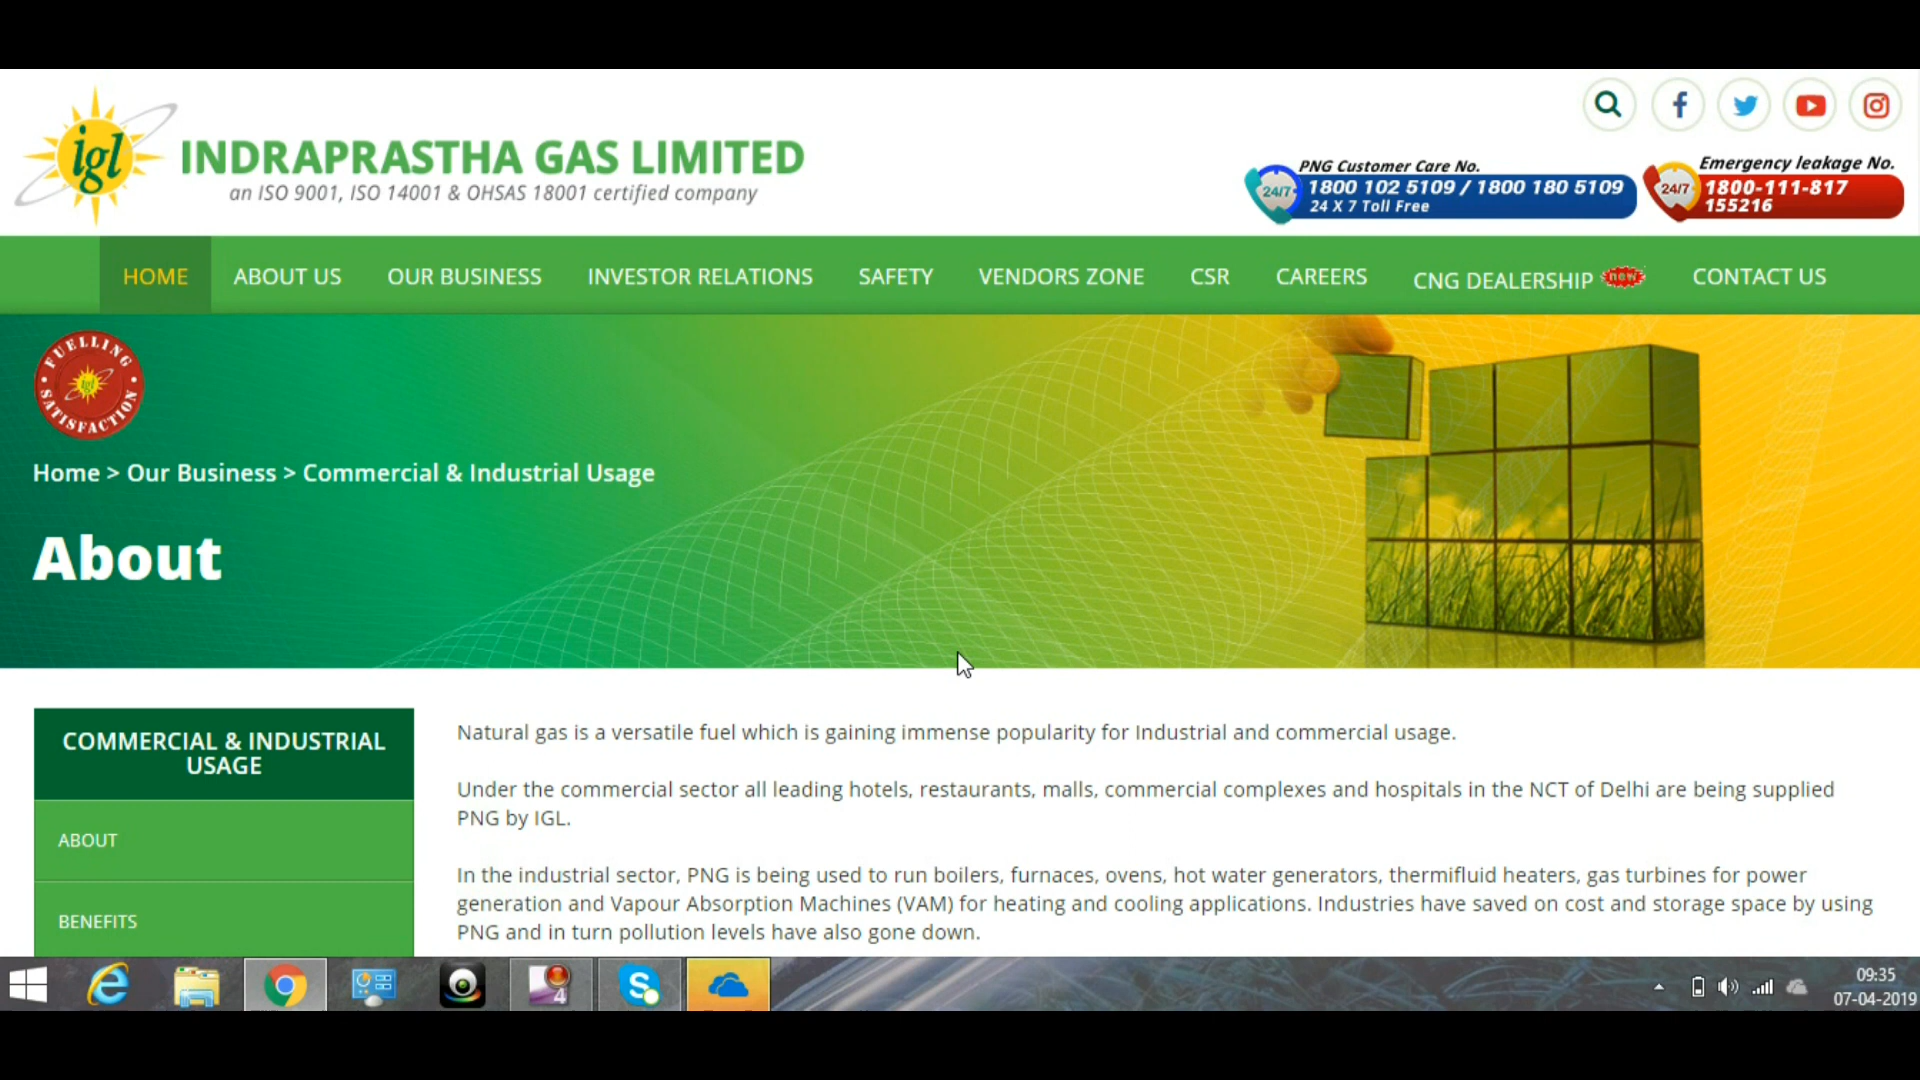 igl
INDRAPRASTHA GAS LIMITED
an ISO 9001, ISO 14001 & OHSAS 18001 certified company
PNG Customer Care No.
24/7
1800 102 5109 / 1800 180 5109
24 X 7 Toll Free
Emergency leakage No.
24/7
1800-111-817
155216
HOME ABOUT US OUR BUSINESS INVESTOR RELATIONS SAFETY VENDORS ZONE CSR CAREERS CNG DEALERSHIP new CONTACT US
FUELLING
igl
SATISFACTION
Home > Our Business > Commercial & Industrial Usage
About
COMMERCIAL & INDUSTRIAL
USAGE
ABOUT
BENEFITS
Natural gas is a versatile fuel which is gaining immense popularity for Industrial and commercial usage.
Under the commercial sector all leading hotels, restaurants, malls, commercial complexes and hospitals in the NCT of Delhi are being supplied
PNG by IGL.
In the industrial sector, PNG is being used to run boilers, furnaces, ovens, hot water generators, thermifluid heaters, gas turbines for power
generation and Vapour Absorption Machines (VAM) for heating and cooling applications. Industries have saved on cost and storage space by using
PNG and in turn pollution levels have also gone down.
4
09:35
07-04-2019